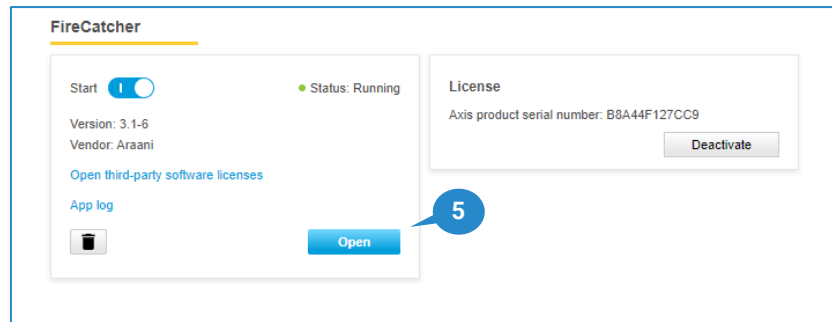 FireCatcher
Start
Status: Running
Version: 3.1-6
Vendor: Araani
Open third-party software licenses
App log
Open
5
License
Axis product serial number: B8A44F127CC9
Deactivate